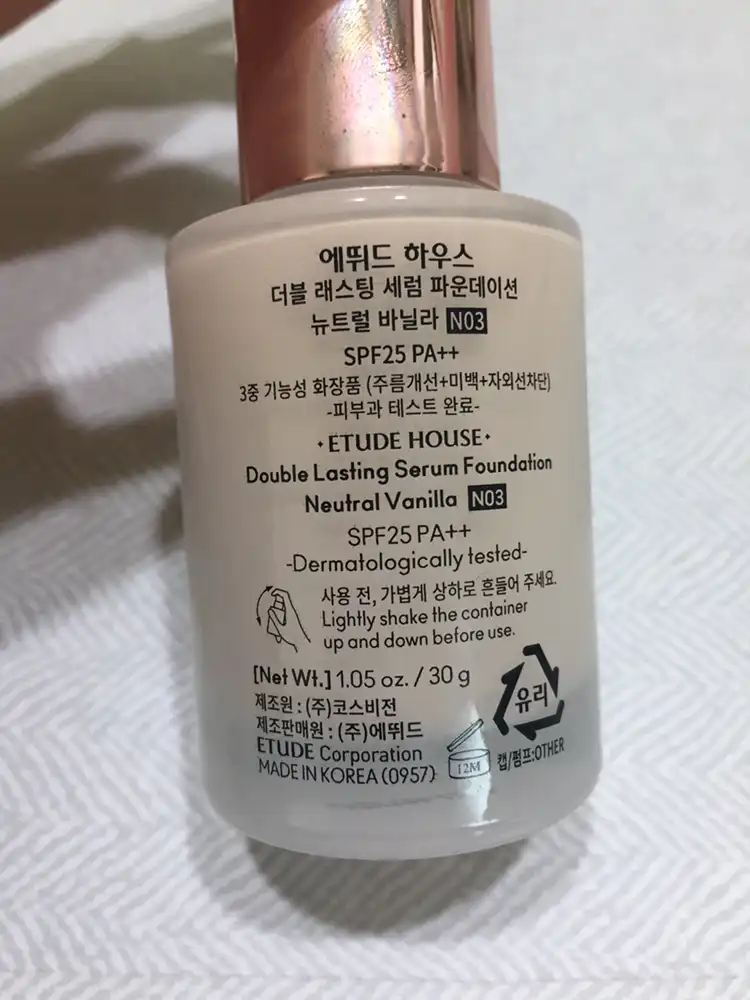 에뛰드 하우스
더블 래스팅 세럼 파운데이션
뉴트럴 바닐라 N03
SPF25 PA++
3중 기능성 화장품 (주름개선+미백+자외선차단)
-피부과 테스트 완료-
•ETUDE HOUSE•
Double Lasting Serum Foundation
Neutral Vanilla N03
SPF25 PA++
-Dermatologically tested-
사용 전, 가볍게 상하로 흔들어 주세요.
Lightly shake the container
up and down before use.
[Net Wt.] 1.05 oz. / 30 g
제조원 : (주)코스비전
제조판매원 : (주)에뛰드
ETUDE Corporation
MADE IN KOREA (0957)
12M
유리
캡/펌프:OTHER